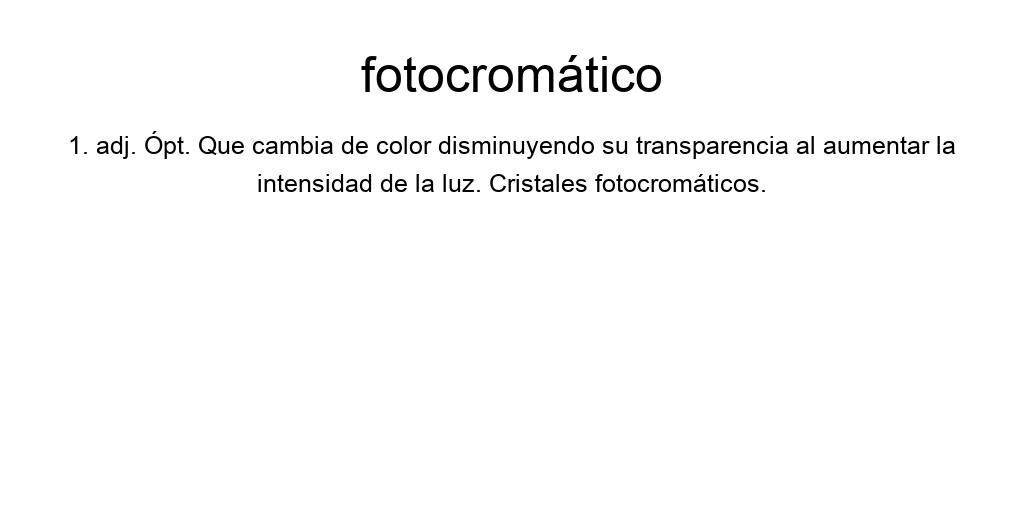 fotocromático
1. adj. Ópt. Que cambia de color disminuyendo su transparencia al aumentar la
intensidad de la luz. Cristales fotocromáticos.